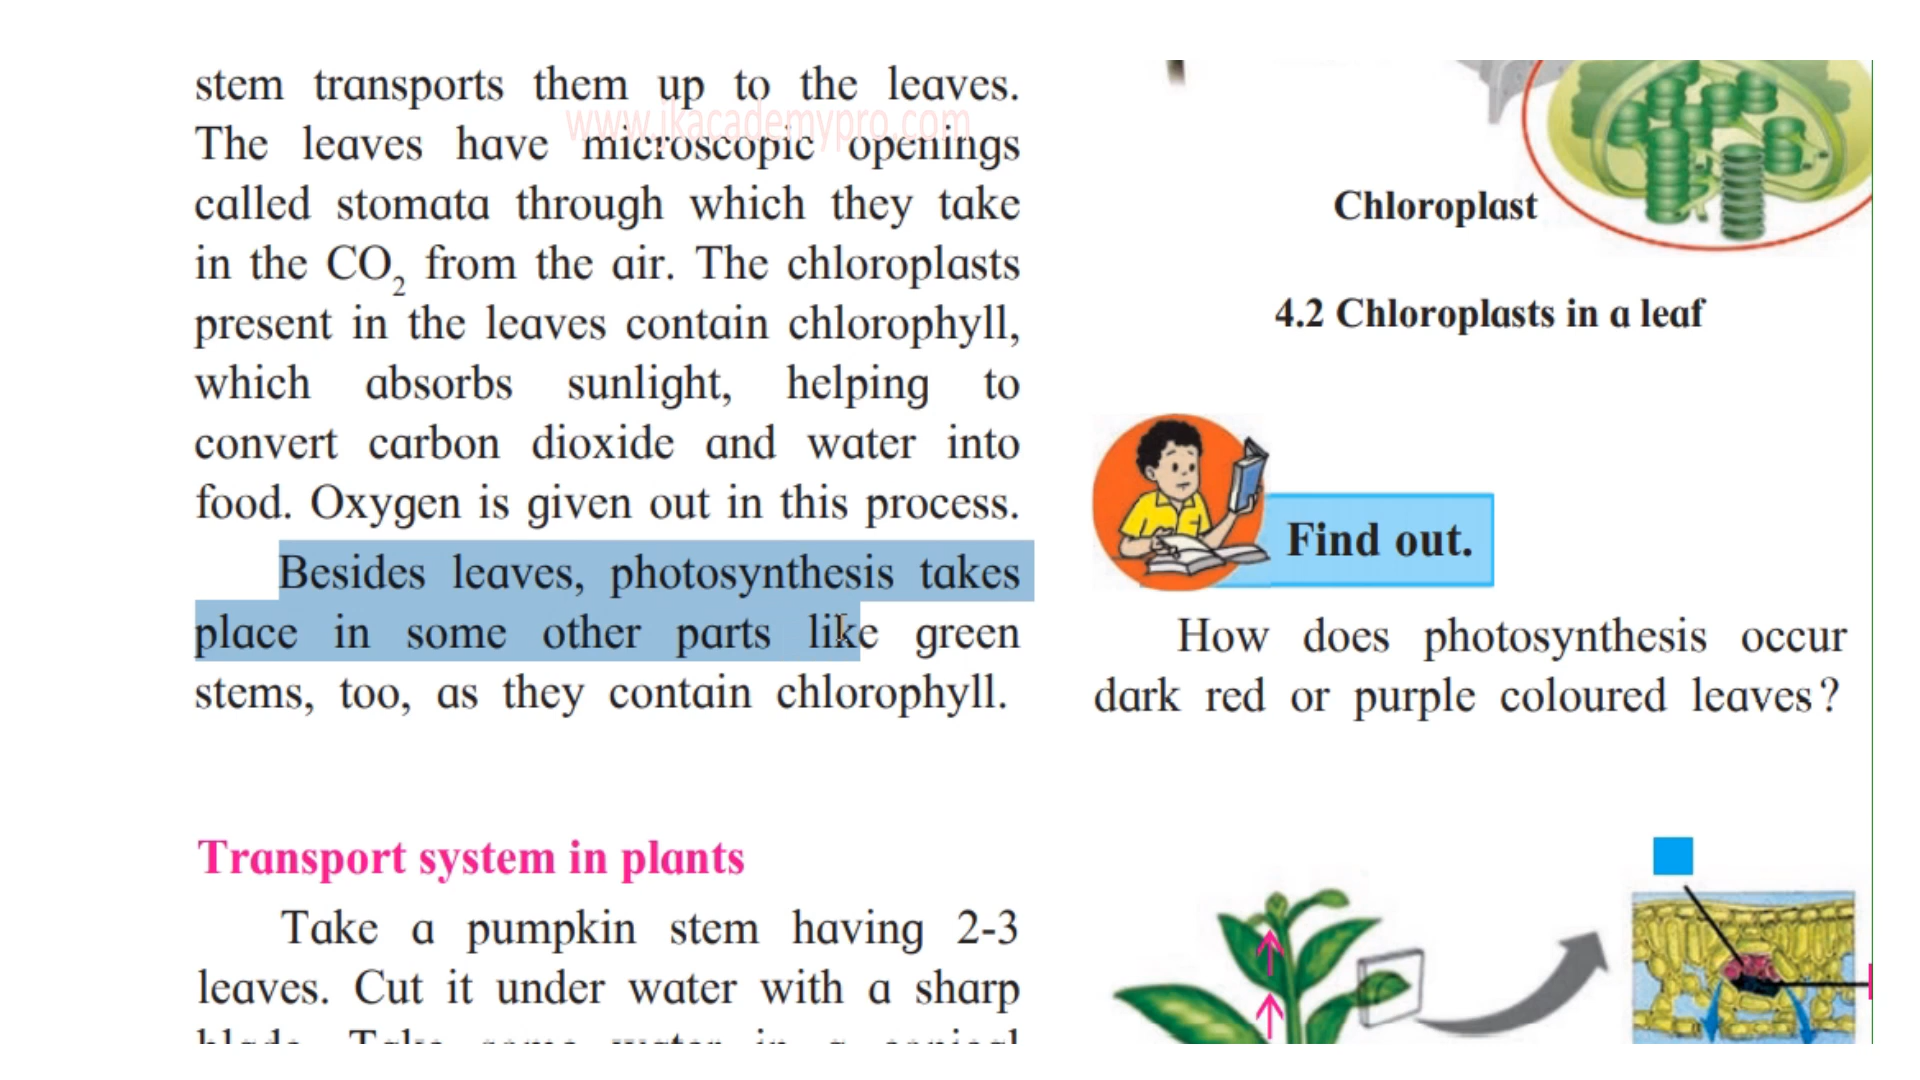 stem transports them up to the leaves.
www.jkacademypro.com
The leaves have microscopic openings
called stomata through which they take
in the CO₂ from the air. The chloroplasts
present in the leaves contain chlorophyll,
which absorbs sunlight, helping to
convert carbon dioxide and water into
food. Oxygen is given out in this process.
Besides leaves, photosynthesis takes
place in some other parts like green
stems, too, as they contain chlorophyll.
Transport system in plants
Take a pumpkin stem having 2-3
leaves. Cut it under water with a sharp
Chloroplast
4.2 Chloroplasts in a leaf
Find out.
How does photosynthesis occur
dark red or purple coloured leaves?